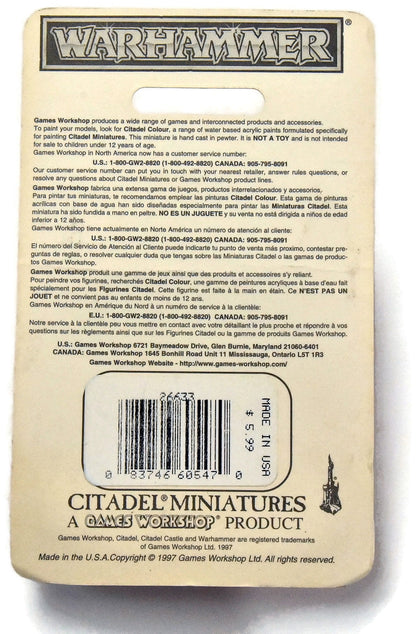 WARHAMMER®
Games Workshop produces a wide range of games and interconnected products and accessories.
To paint your models, look for Citadel Colour, a range of water based acrylic paints formulated specifically
for painting Citadel Miniatures. This miniature is hand cast in pewter. It is NOT A TOY and is not intended
for sale to children under 12 years of age.
Games Workshop in North America now has a customer service number:
U.S.: 1-800-GW2-8820 (1-800-492-8820) CANADA: 905-795-8091
Our customer service number can put you in touch with your nearest retailer, answer rules questions, or
resolve any questions about Citadel Miniatures or Games Workshop product lines.
Games Workshop fabrica una extensa gama de juegos, productos interrelacionados y accesorios.
Para pintar tus miniaturas, te recomendamos emplear las pinturas Citadel Colour. Esta gama de pinturas
acrílicas con base de agua han sido diseñadas especialmente para pintar las Miniaturas Citadel. Esta
miniatura ha sido fundida a mano en peltre. NO ES UN JUGUETE y su venta no está dirigida a niños de edad
inferior a 12 años.
Games Workshop tiene actualmente en Norte América un número de atención al cliente:
U.S.: 1-800-GW2-8820 (1-800-492-8820) CANADA: 905-795-8091
El número del Servicio de Atención al Cliente puede indicarte tu punto de venta más proximo, contestar pre-
guntas de reglas, o resolver cualquier duda que tengas sobre las Miniaturas Citadel o las gamas de produc-
tos Games Workshop.
Games Workshop produit une gamme de jeux ainsi que des produits et accessoires s'y reliant.
Pour peindre vos figurines, recherchés Citadel Colour, une gamme de peintures acryliques à base d'eau fait
spécialement pour les Figurines Citadel. Cette figurine est faite à la main en étain. Ce N'EST PAS UN
JOUET et ne convient pas au enfants de moins de 12 ans.
Games Workshop en Amérique du Nord à un numéro de service à la clientèle:
E.U.: 1-800-GW2-8820 (1-800-492-8820) CANADA: 905-795-8091
Notre service à la clientèle peu vous mettre en contact avec votre détaillant le plus proche et répondre à vos
questions sur les règlements ainsi que sur les Figurines Citadel ou la gamme de produits Games Workshop.
U.S.: Games Workshop 6721 Baymeadow Drive, Glen Burnie, Maryland 21060-6401
CANADA: Games Workshop 1645 Bonhill Road Unit 11 Mississauga, Ontario L5T 1R3
Games Workshop Website - http://www.games-workshop.com/
26633
MADE IN USA
$ 5.99
0 83746 60547 0
CITADEL® MINIATURES
A GAMES WORKSHOP PRODUCT
Games Workshop, Citadel, Citadel Castle and Warhammer are registered trademarks
of Games Workshop Ltd. 1997
Made in the U.S.A. Copyright © 1997 Games Workshop Ltd. All rights reserved.